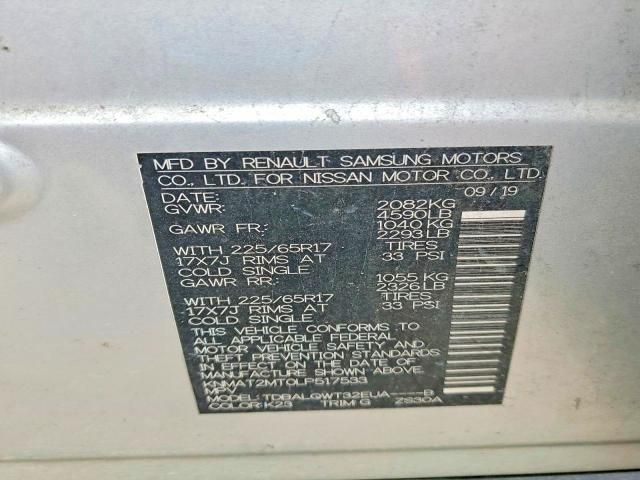 MFD BY RENAULT SAMSUNG MOTORS
CO., LTD. FOR NISSAN MOTOR CO., LTD.
DATE: 09/19
GVWR: 2082KG
4590LB
GAWR FR: 1040 KG
2293LB
WITH 225/65R17 TIRES
17X7J RIMS AT 33 PSI
COLD SINGLE
GAWR RR: 1055 KG
2326LB
WITH 225/65R17 TIRES
17X7J RIMS AT 33 PSI
COLD SINGLE
THIS VEHICLE CONFORMS TO
ALL APPLICABLE FEDERAL
MOTOR VEHICLE SAFETY AND
THEFT PREVENTION STANDARDS
IN EFFECT ON THE DATE OF
MANUFACTURE SHOWN ABOVE.
KNMAT2MT0LP517533
MPV
MODEL: TDBALQWT32EUA-----B
COLOR: K23 TRIM: G ZS30A